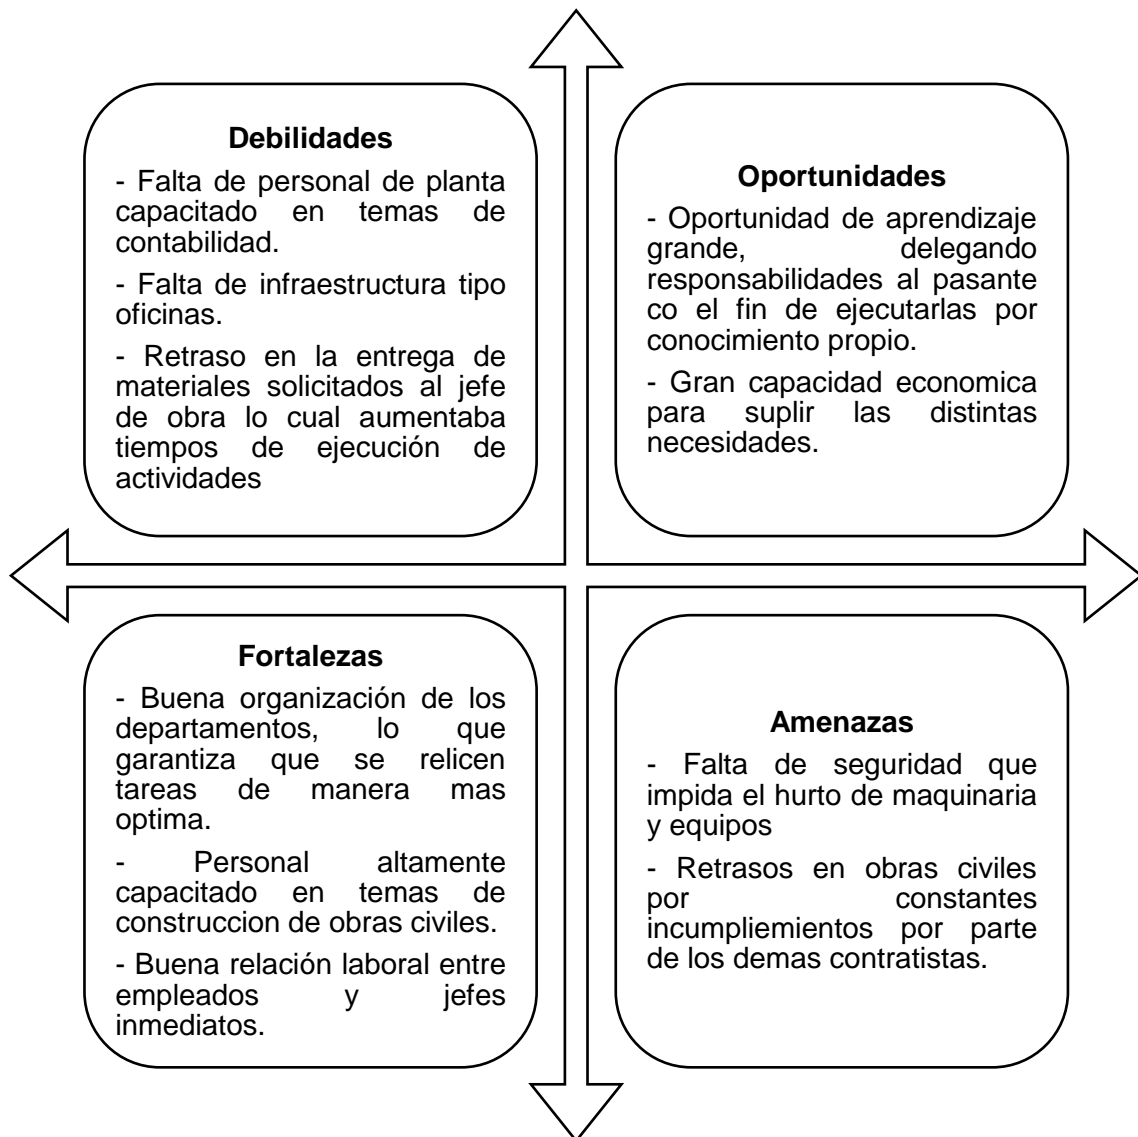 Debilidades
- Falta de personal de planta
capacitado en temas de
contabilidad.
- Falta de infraestructura tipo
oficinas.
- Retraso en la entrega de
materiales solicitados al jefe
de obra lo cual aumentaba
tiempos de ejecución de
actividades
Oportunidades
- Oportunidad de aprendizaje
grande, delegando
responsabilidades al pasante
co el fin de ejecutarlas por
conocimiento propio.
- Gran capacidad economica
para suplir las distintas
necesidades.
Fortalezas
- Buena organización de los
departamentos, lo que
garantiza que se relicen
tareas de manera mas
optima.
- Personal altamente
capacitado en temas de
construccion de obras civiles.
- Buena relación laboral entre
empleados y jefes
inmediatos.
Amenazas
- Falta de seguridad que
impida el hurto de maquinaria
y equipos
- Retrasos en obras civiles
por constantes
incumpliemientos por parte
de los demas contratistas.